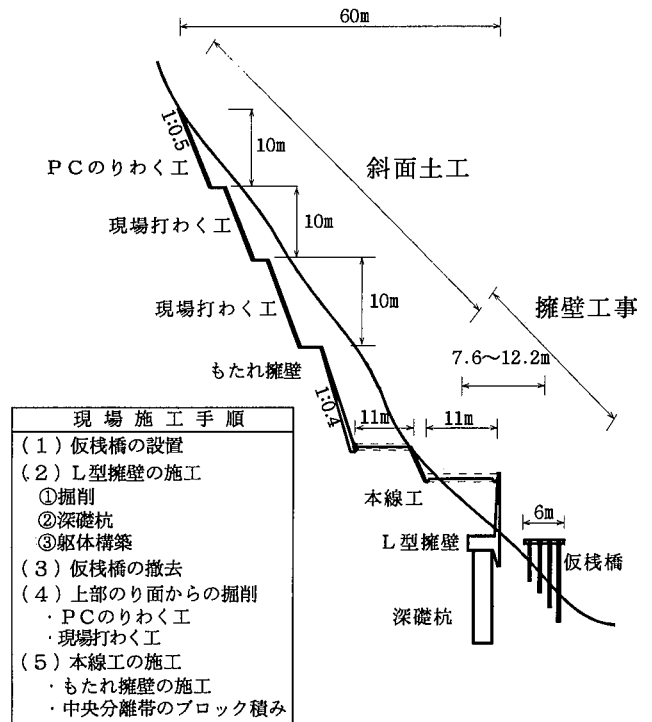 60m
1:0.5
10m
斜面土工
PCのりわく工
10m
現場打わく工
10m
擁壁工事
現場打わく工
7.6～12.2m
もたれ擁壁
1:0.4
11m
11m
本線工
6m
L型擁壁
仮桟橋
深礎杭
現場施工手順
(1)仮桟橋の設置
(2)L型擁壁の施工
①掘削
②深礎杭
③躯体構築
(3)仮桟橋の撤去
(4)上部のり面からの掘削
・PCのりわく工
・現場打わく工
(5)本線工の施工
・もたれ擁壁の施工
・中央分離帯のブロック積み